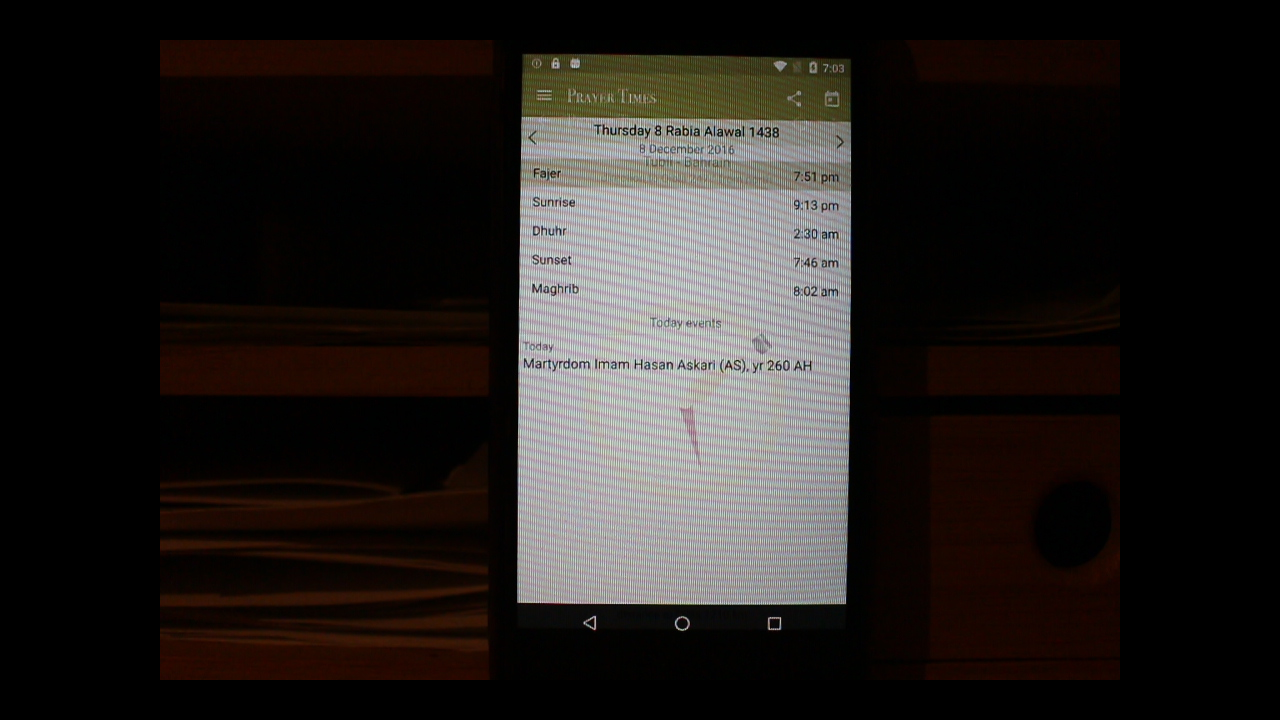 7:03
PRAYER TIMES
Thursday 8 Rabia Alawal 1438
8 December 2016
Tubli - Bahrain
Fajer 7:51 pm
Sunrise 9:13 pm
Dhuhr 2:30 am
Sunset 7:46 am
Maghrib 8:02 am
Today events
Today
Martyrdom Imam Hasan Askari (AS), yr 260 AH